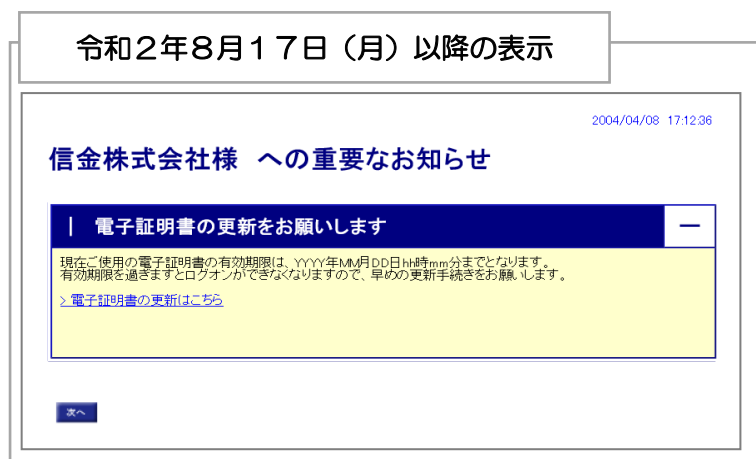 令和２年８月１７日（月）以降の表示
2004/04/08 17:12:36
信金株式会社様 への重要なお知らせ
｜ 電子証明書の更新をお願いします ―
現在ご使用の電子証明書の有効期限は、YYYY年MM月DD日hh時mm分までとなります。
有効期限を過ぎますとログオンができなくなりますので、早めの更新手続きをお願いします。
> 電子証明書の更新はこちら
次へ